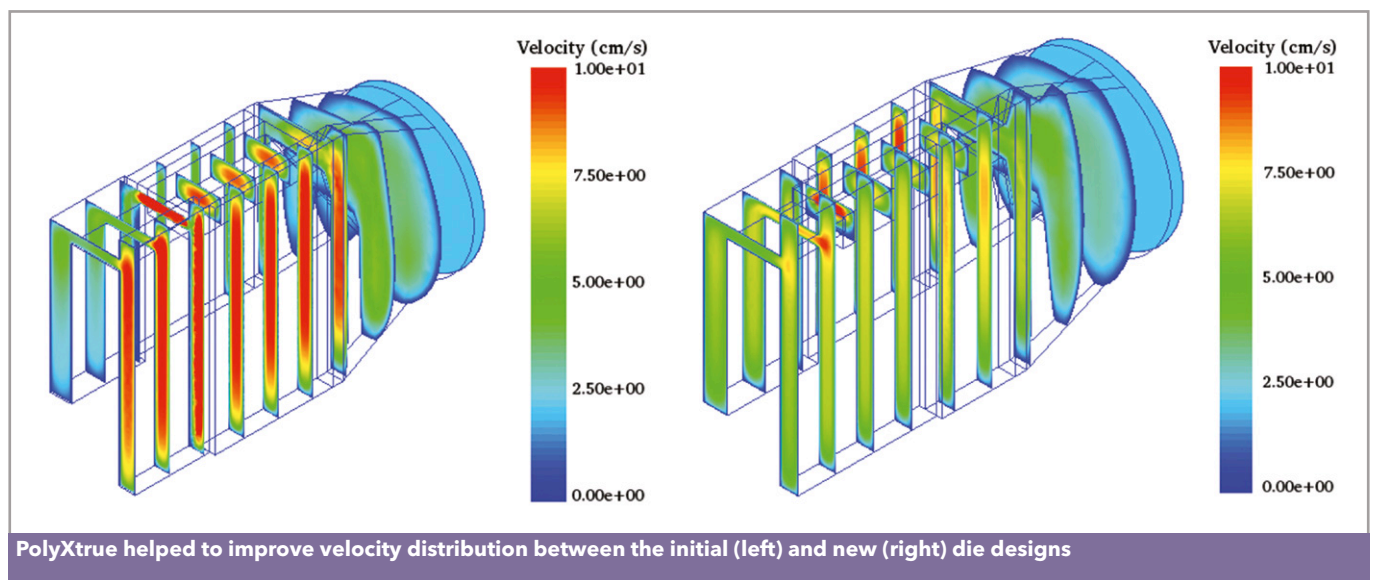 Velocity (cm/s)
1.00e+01
7.50e+00
5.00e+00
2.50e+00
0.00e+00
Velocity (cm/s)
1.00e+01
7.50e+00
5.00e+00
2.50e+00
0.00e+00
PolyXtrue helped to improve velocity distribution between the initial (left) and new (right) die designs